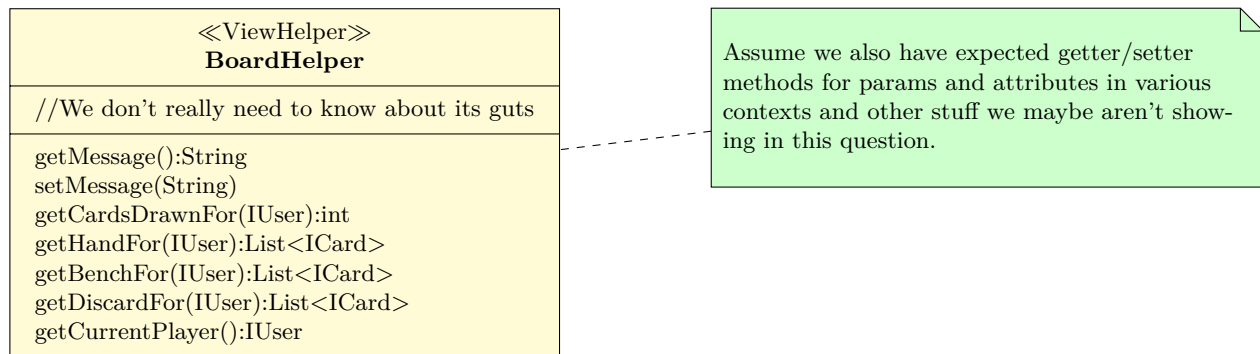 ≪ViewHelper≫
BoardHelper
//We don't really need to know about its guts
getMessage():String
setMessage(String)
getCardsDrawnFor(IUser):int
getHandFor(IUser):List<ICard>
getBenchFor(IUser):List<ICard>
getDiscardFor(IUser):List<ICard>
getCurrentPlayer():IUser
Assume we also have expected getter/setter
methods for params and attributes in various
contexts and other stuff we maybe aren't show-
ing in this question.